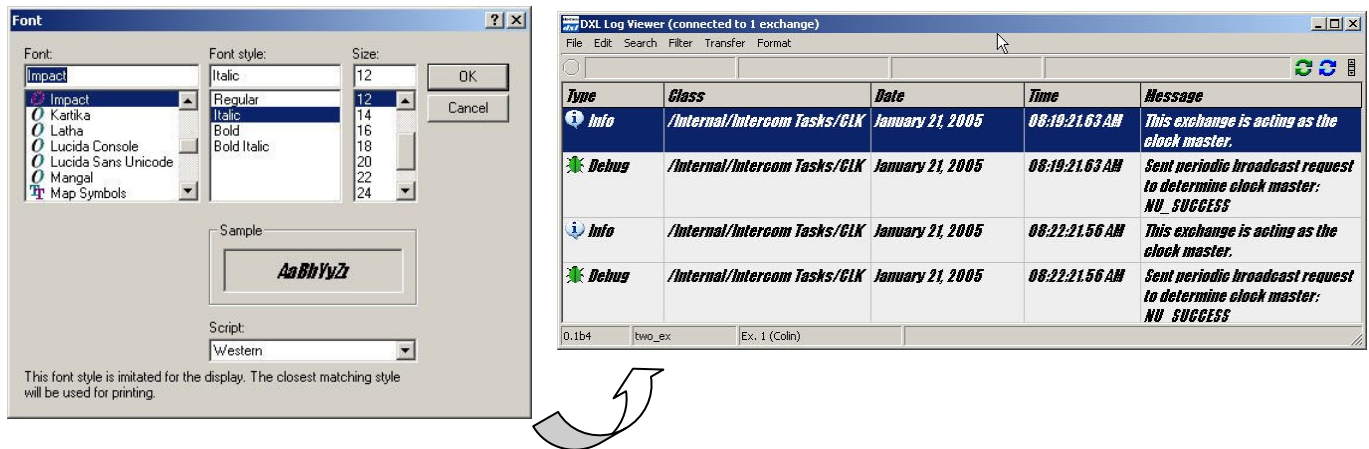 Font
Font:
Font style:
Size:
Impact
Italic
12
OK
Cancel
Impact
Kartika
Latha
Lucida Console
Lucida Sans Unicode
Mangal
Map Symbols
Regular
Italic
Bold
Bold Italic
12
14
16
18
20
22
24
Sample
AaBbYyZz
Script:
Western
This font style is imitated for the display. The closest matching style
will be used for printing.
DXL Log Viewer (connected to 1 exchange)
File Edit Search Filter Transfer Format
Type Class Date Time Message
Info /Internal/Intercom Tasks/CLK January 21, 2005 08:19:21.63 AM This exchange is acting as the
clock master.
Debug /Internal/Intercom Tasks/CLK January 21, 2005 08:19:21.63 AM Sent periodic broadcast request
to determine clock master:
NU_SUCCESS
Info /Internal/Intercom Tasks/CLK January 21, 2005 08:22:21.56 AM This exchange is acting as the
clock master.
Debug /Internal/Intercom Tasks/CLK January 21, 2005 08:22:21.56 AM Sent periodic broadcast request
to determine clock master:
NU_SUCCESS
0.1b4 two_ex Ex. 1 (Colin)